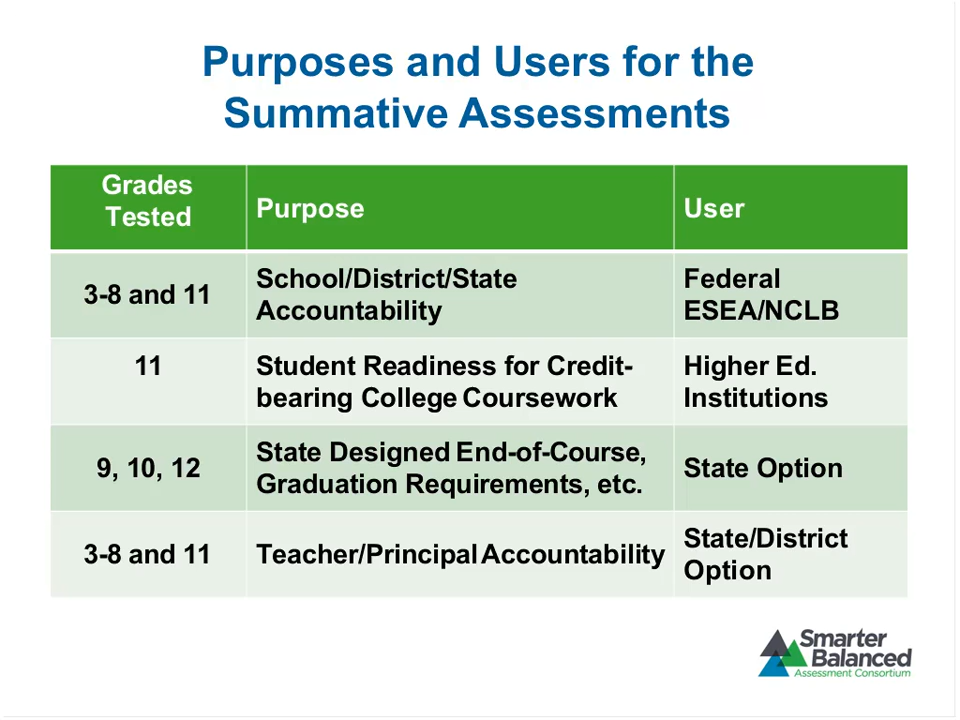 Purposes and Users for the
Summative Assessments
Grades
Tested
Purpose
User
3-8 and 11
School/District/State
Accountability
Federal
ESEA/NCLB
11
Student Readiness for Credit-
bearing College Coursework
Higher Ed.
Institutions
9, 10, 12
State Designed End-of-Course,
Graduation Requirements, etc.
State Option
3-8 and 11
Teacher/Principal Accountability
State/District
Option
Smarter
Balanced
Assessment Consortium